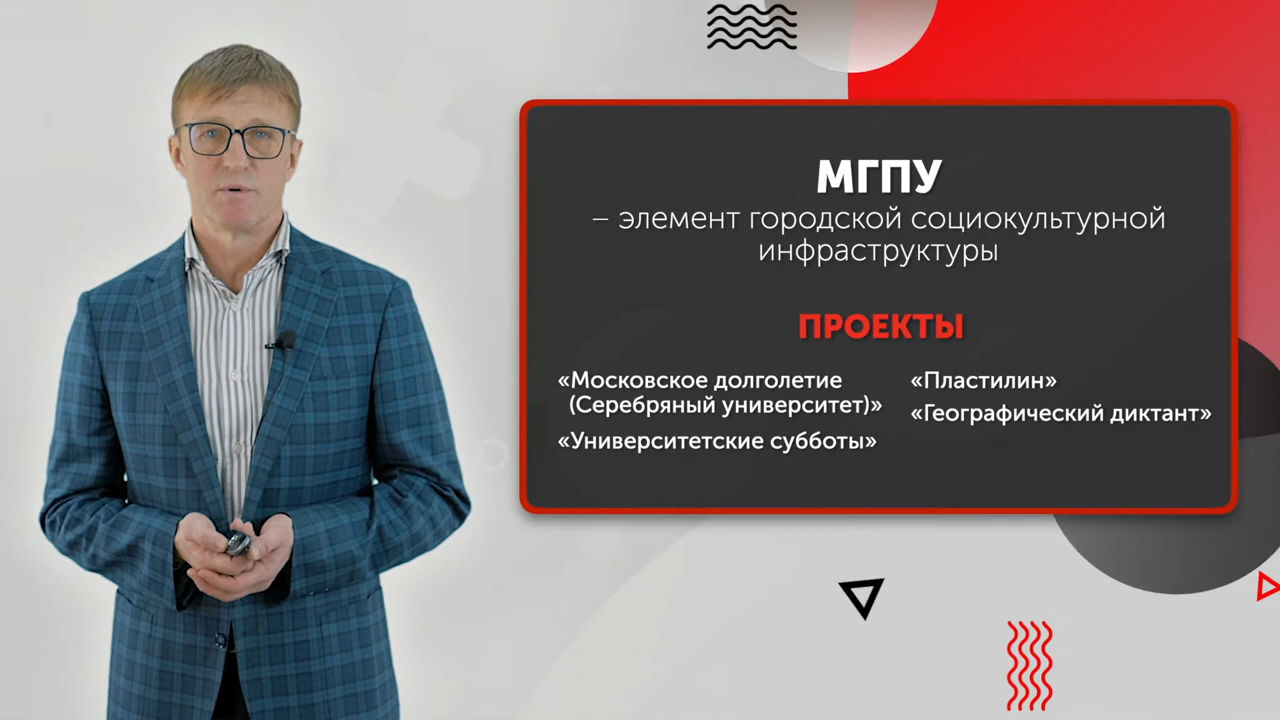 МГПУ
– элемент городской социокультурной
инфраструктуры
ПРОЕКТЫ
«Московское долголетие
(Серебряный университет)»
«Университетские субботы»
«Пластилин»
«Географический диктант»